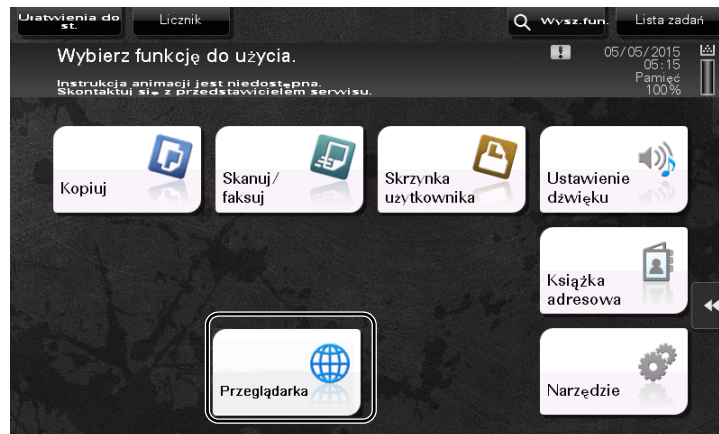 Ułatwienia do
st.
Licznik
Wysz.fun.
Lista zadań
Wybierz funkcję do użycia.
05/05/2015
05:15
Pamięć
100%
Instrukcja animacji jest niedostępna.
Skontaktuj się z przedstawicielem serwisu.
Kopiuj
Skanuj/
faksuj
Skrzynka
użytkownika
Ustawienie
dźwięku
Książka
adresowa
Przeglądarka
Narzędzie